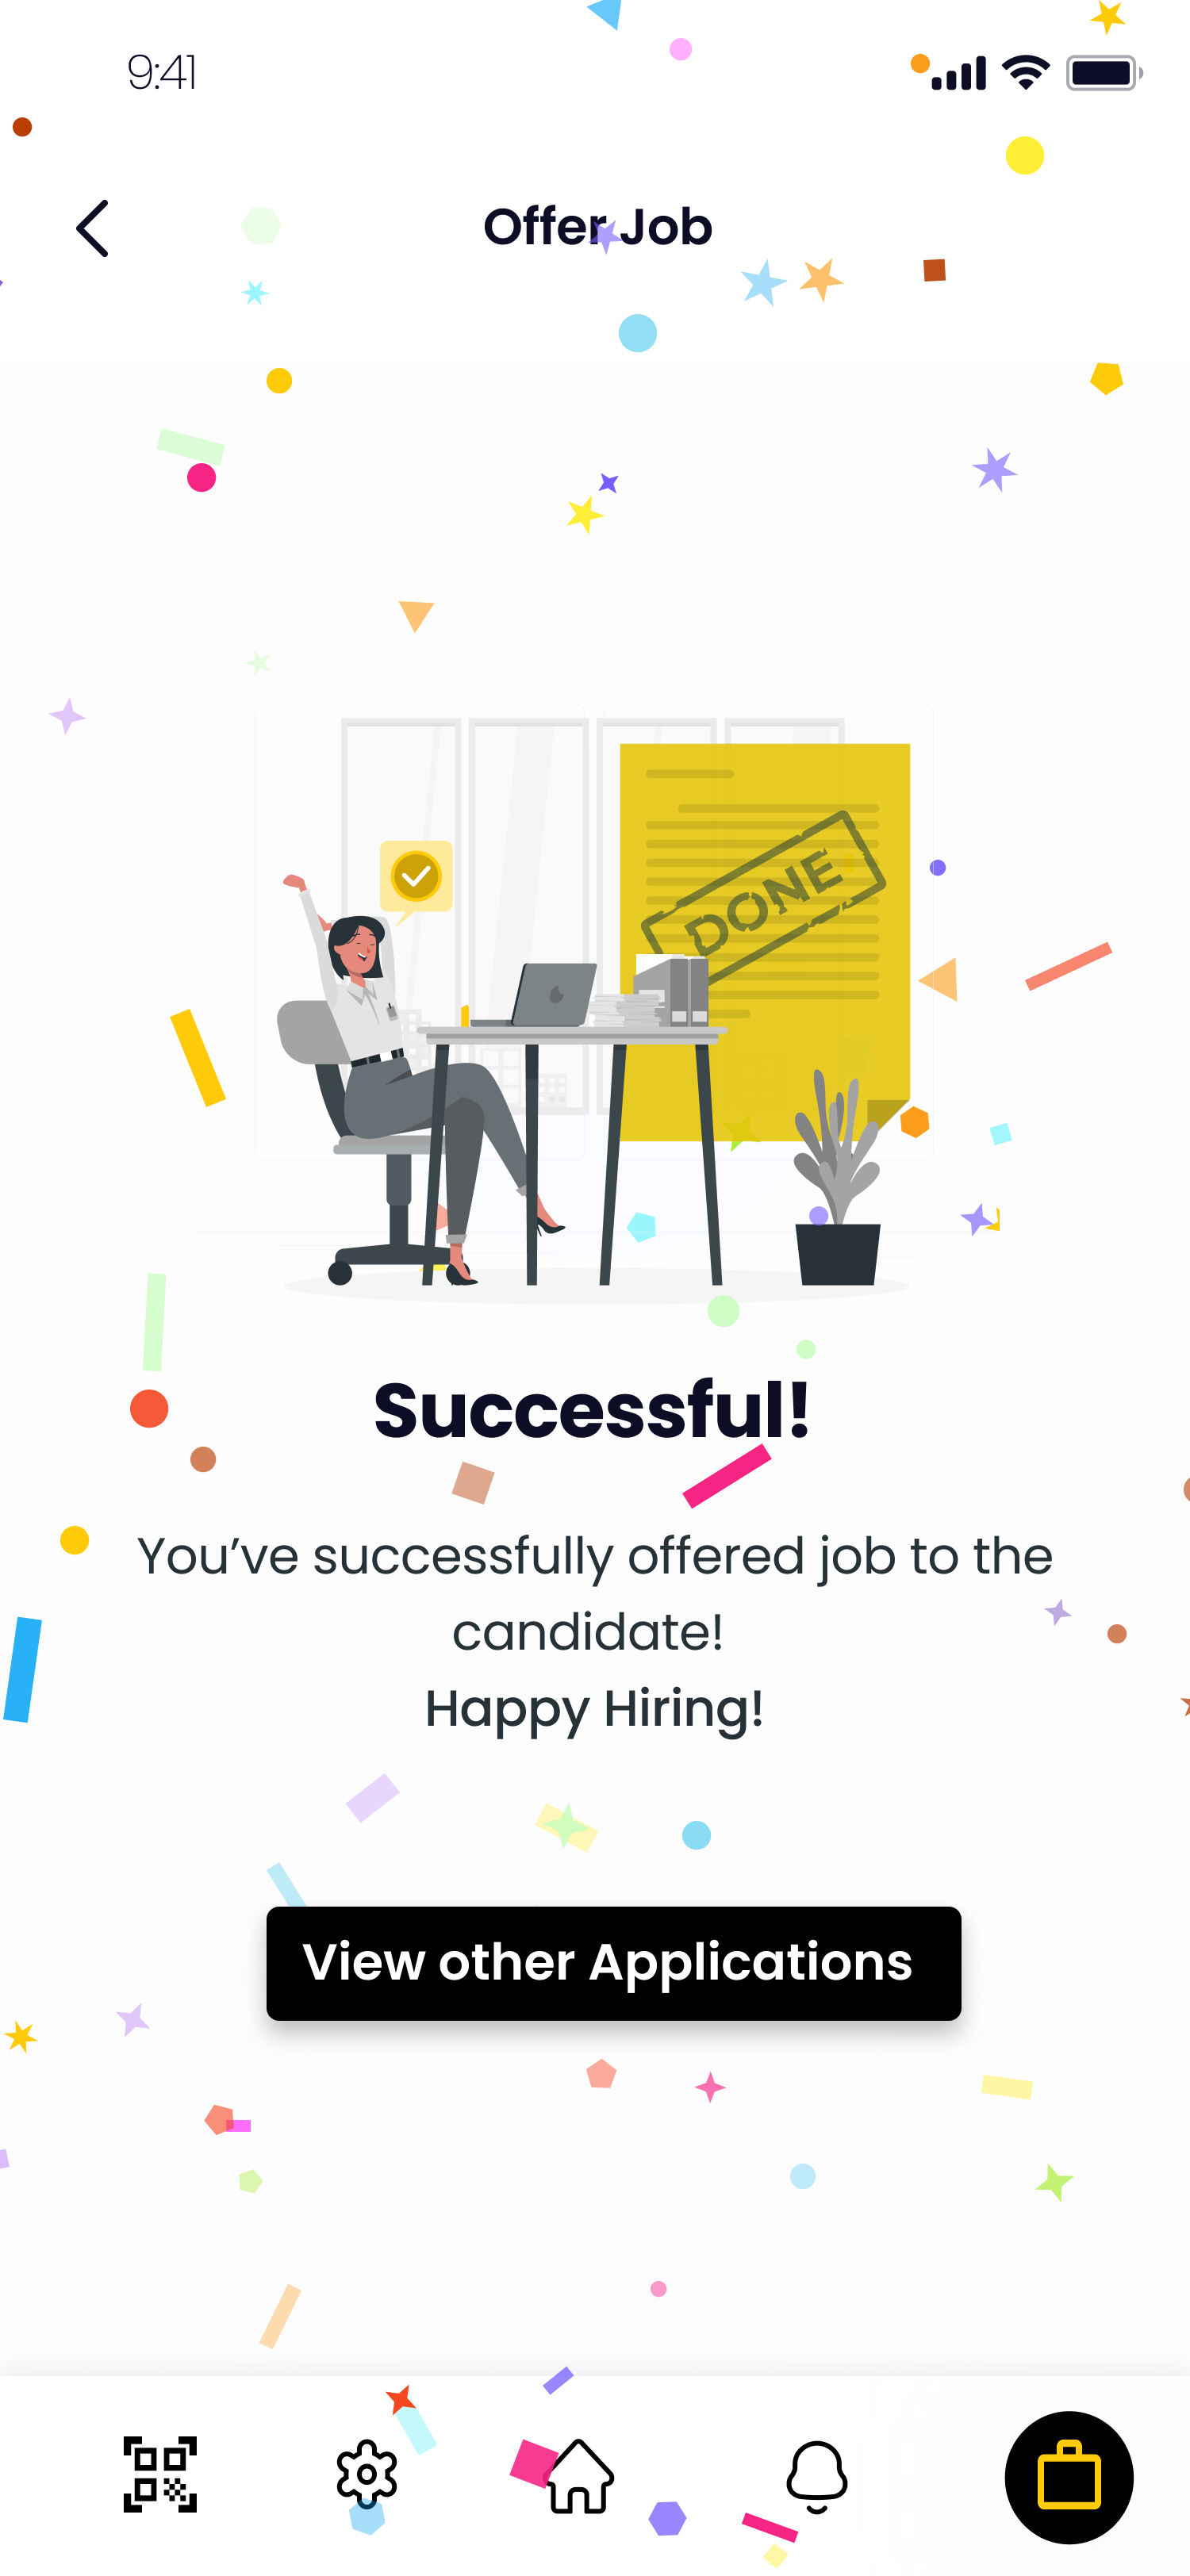 9:41
Offer Job
DONE
Successful!
You’ve successfully offered job to the
candidate!
Happy Hiring!
View other Applications